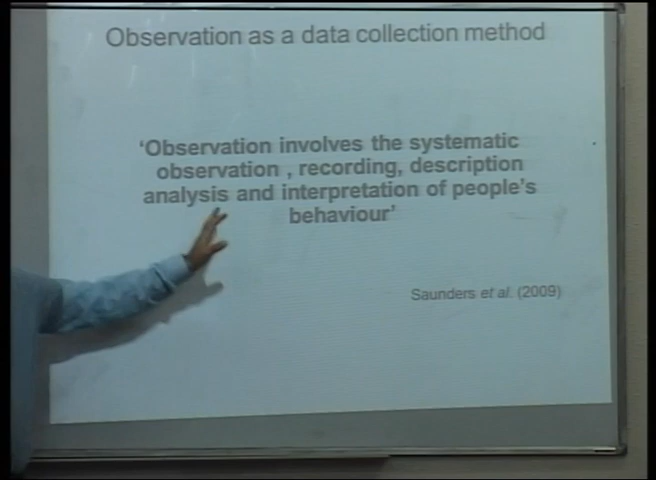 Observation as a data collection method
‘Observation involves the systematic
observation , recording, description
analysis and interpretation of people’s
behaviour’
Saunders et al. (2009)